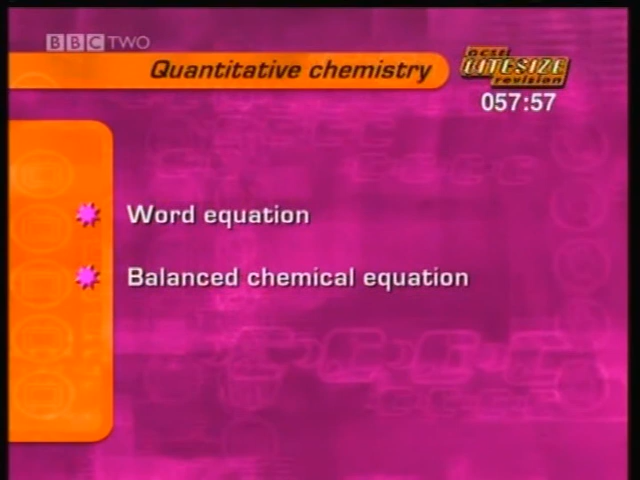 BBC TWO
Quantitative chemistry
GCSE
BITESIZE
revision
057:57
Word equation
Balanced chemical equation